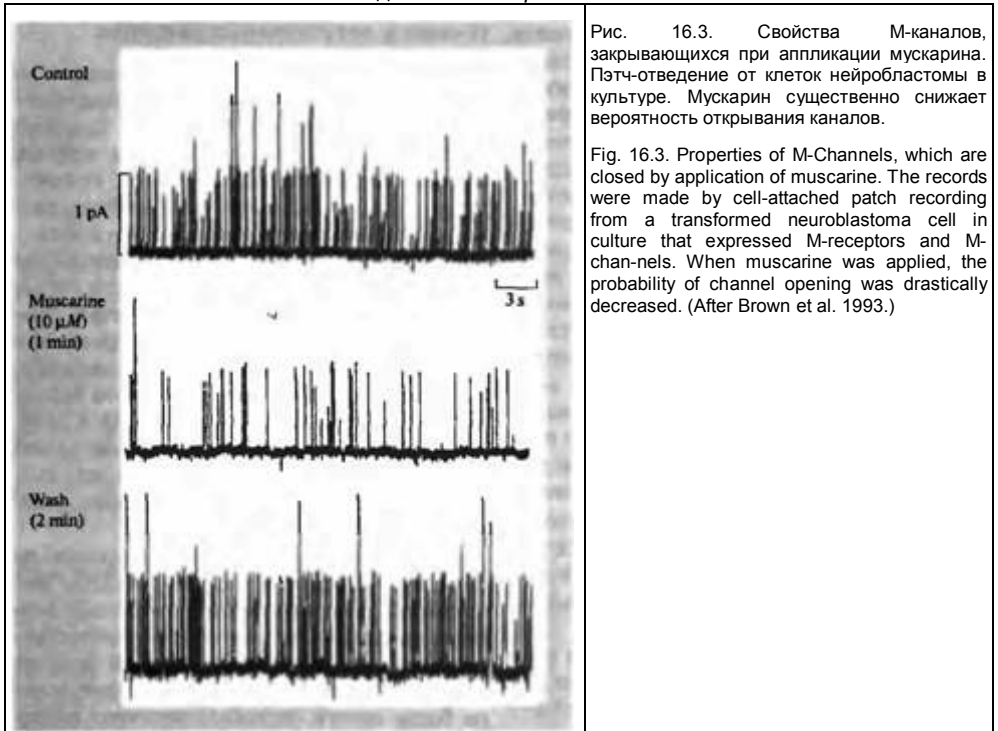 Control
1 pA
3 s
Muscarine
(10 µM)
(1 min)
Wash
(2 min)
Рис. 16.3. Свойства М-каналов,
закрывающихся при аппликации мускарина.
Пэтч-отведение от клеток нейробластомы в
культуре. Мускарин существенно снижает
вероятность открывания каналов.
Fig. 16.3. Properties of M-Channels, which are
closed by application of muscarine. The records
were made by cell-attached patch recording
from a transformed neuroblastoma cell in
culture that expressed M-receptors and M-
chan-nels. When muscarine was applied, the
probability of channel opening was drastically
decreased. (After Brown et al. 1993.)